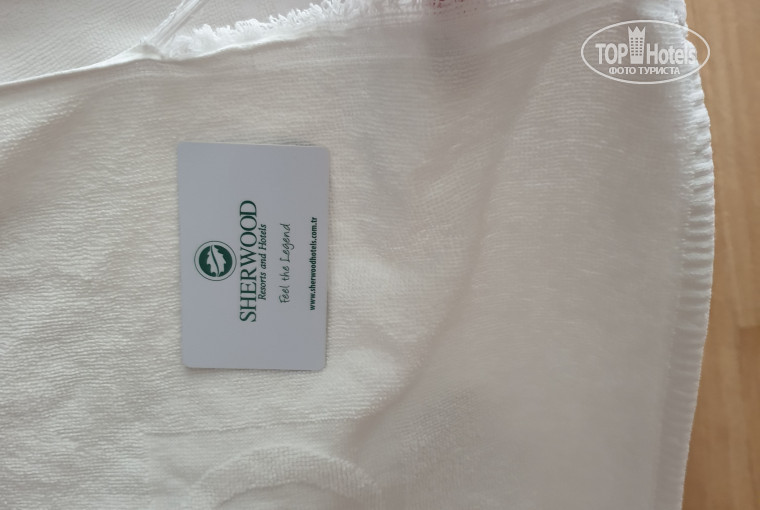 TOP Hotels
ФОТО ТУРИСТА
SHERWOOD
Resorts and Hotels
Feel the Legend
www.sherwoodhotels.com.tr